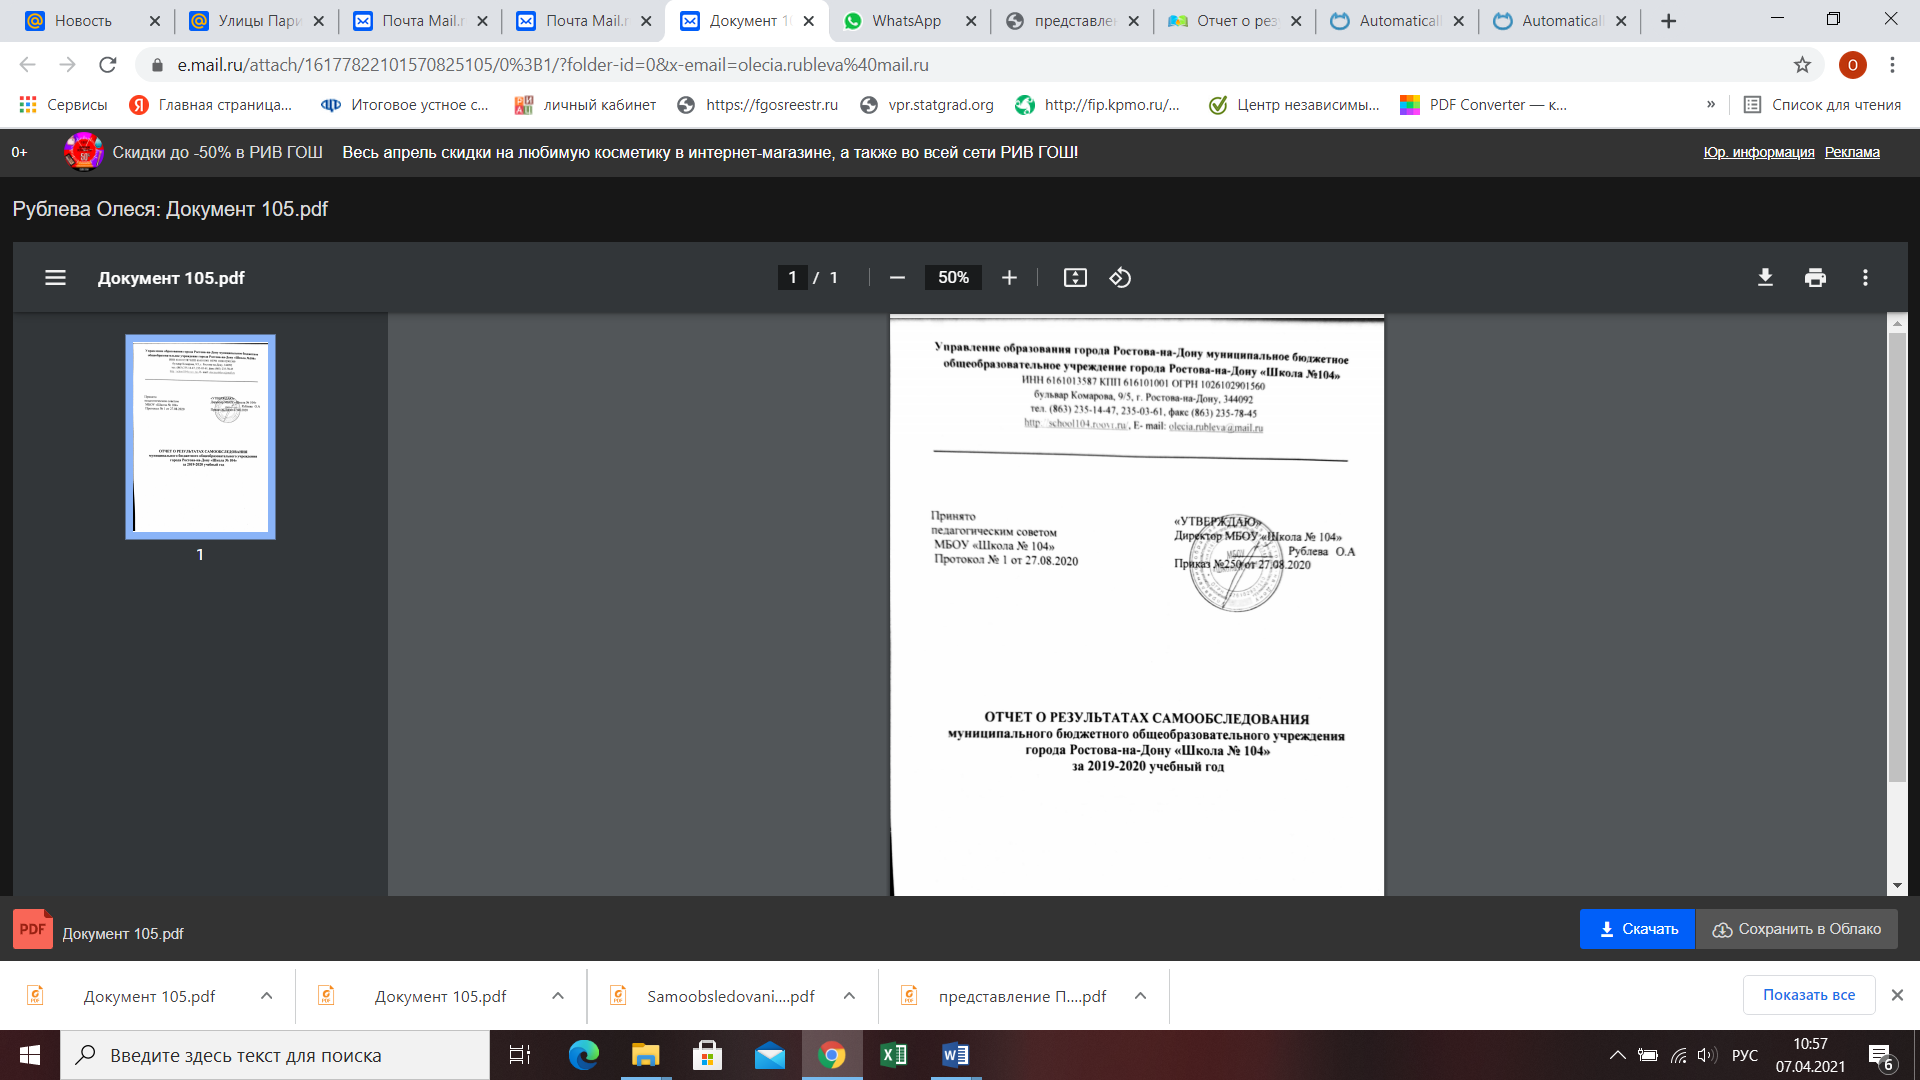 Новость
Улицы Пари
Почта Mail.r
Почта Mail.r
Документ 1
WhatsApp
представле
Отчет о рез
Automatical
Automatical
e.mail.ru/attach/16177822101570825105/0%3B1/?folder-id=0&x-email=olecia.rubleva%40mail.ru
O
Сервисы
Главная страница...
Итоговое устное с...
личный кабинет
https://fgosreestr.ru
vpr.statgrad.org
http://fip.kpmo.ru/...
Центр независимы...
PDF Converter — к...
»
Список для чтения
0+
Скидки до -50% в РИВ ГОШ
Весь апрель скидки на любимую косметику в интернет-магазине, а также во всей сети РИВ ГОШ!
Юр. информация
Реклама
Рублева Олеся: Документ 105.pdf
Документ 105.pdf
1 / 1
50%
1
Управление образования города Ростова-на-Дону муниципальное бюджетное
общеобразовательное учреждение города Ростова-на-Дону «Школа №104»
ИНН 6161013587 КПП 616101001 ОГРН 1026102901560
бульвар Комарова, 9/5, г. Ростова-на-Дону, 344092
тел. (863) 235-14-47, 235-03-61, факс (863) 235-78-45
http://school104.roovr.ru/, E- mail: olecia.rubleva@mail.ru
Принято
педагогическим советом
МБОУ «Школа № 104»
Протокол № 1 от 27.08.2020
«УТВЕРЖДАЮ»
Директор МБОУ «Школа № 104»
Рублева О.А
Приказ №250 от 27.08.2020
МБОУ
ОТЧЕТ О РЕЗУЛЬТАТАХ САМООБСЛЕДОВАНИЯ
муниципального бюджетного общеобразовательного учреждения
города Ростова-на-Дону «Школа № 104»
за 2019-2020 учебный год
PDF
Документ 105.pdf
Скачать
Сохранить в Облако
Документ 105.pdf
Документ 105.pdf
Samoobsledovani....pdf
представление П....pdf
Показать все
Введите здесь текст для поиска
РУС
10:57
07.04.2021
6